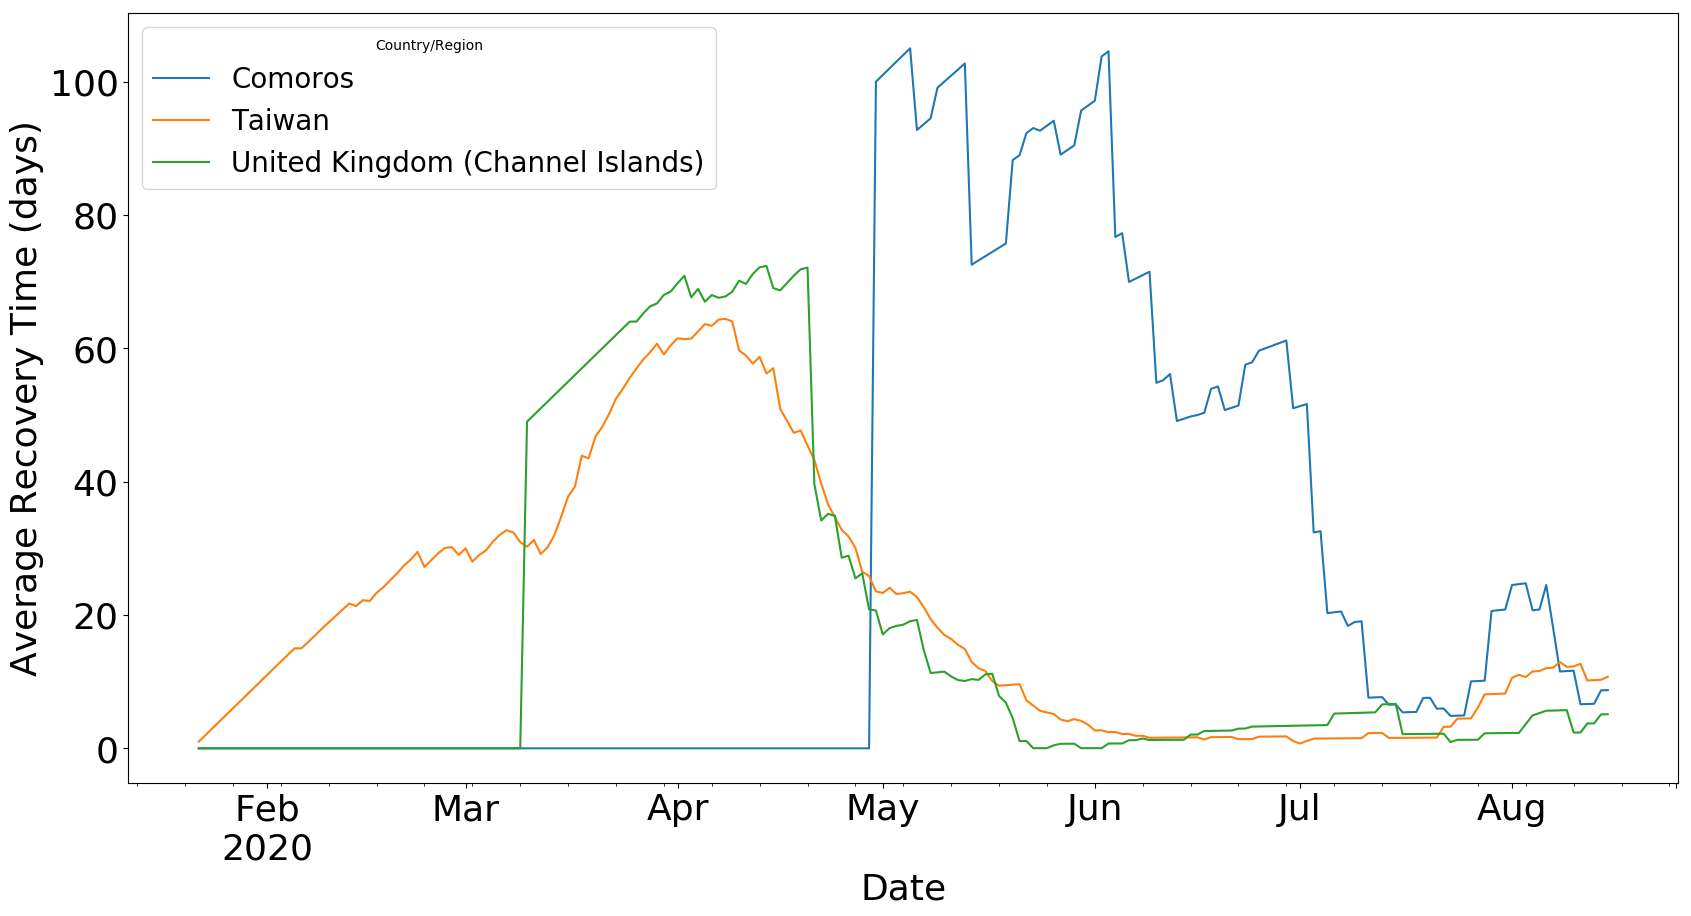 Country/Region
Comoros
Taiwan
United Kingdom (Channel Islands)
Average Recovery Time (days)
100
80
60
40
20
0
Feb Mar Apr May Jun Jul Aug
2020
Date